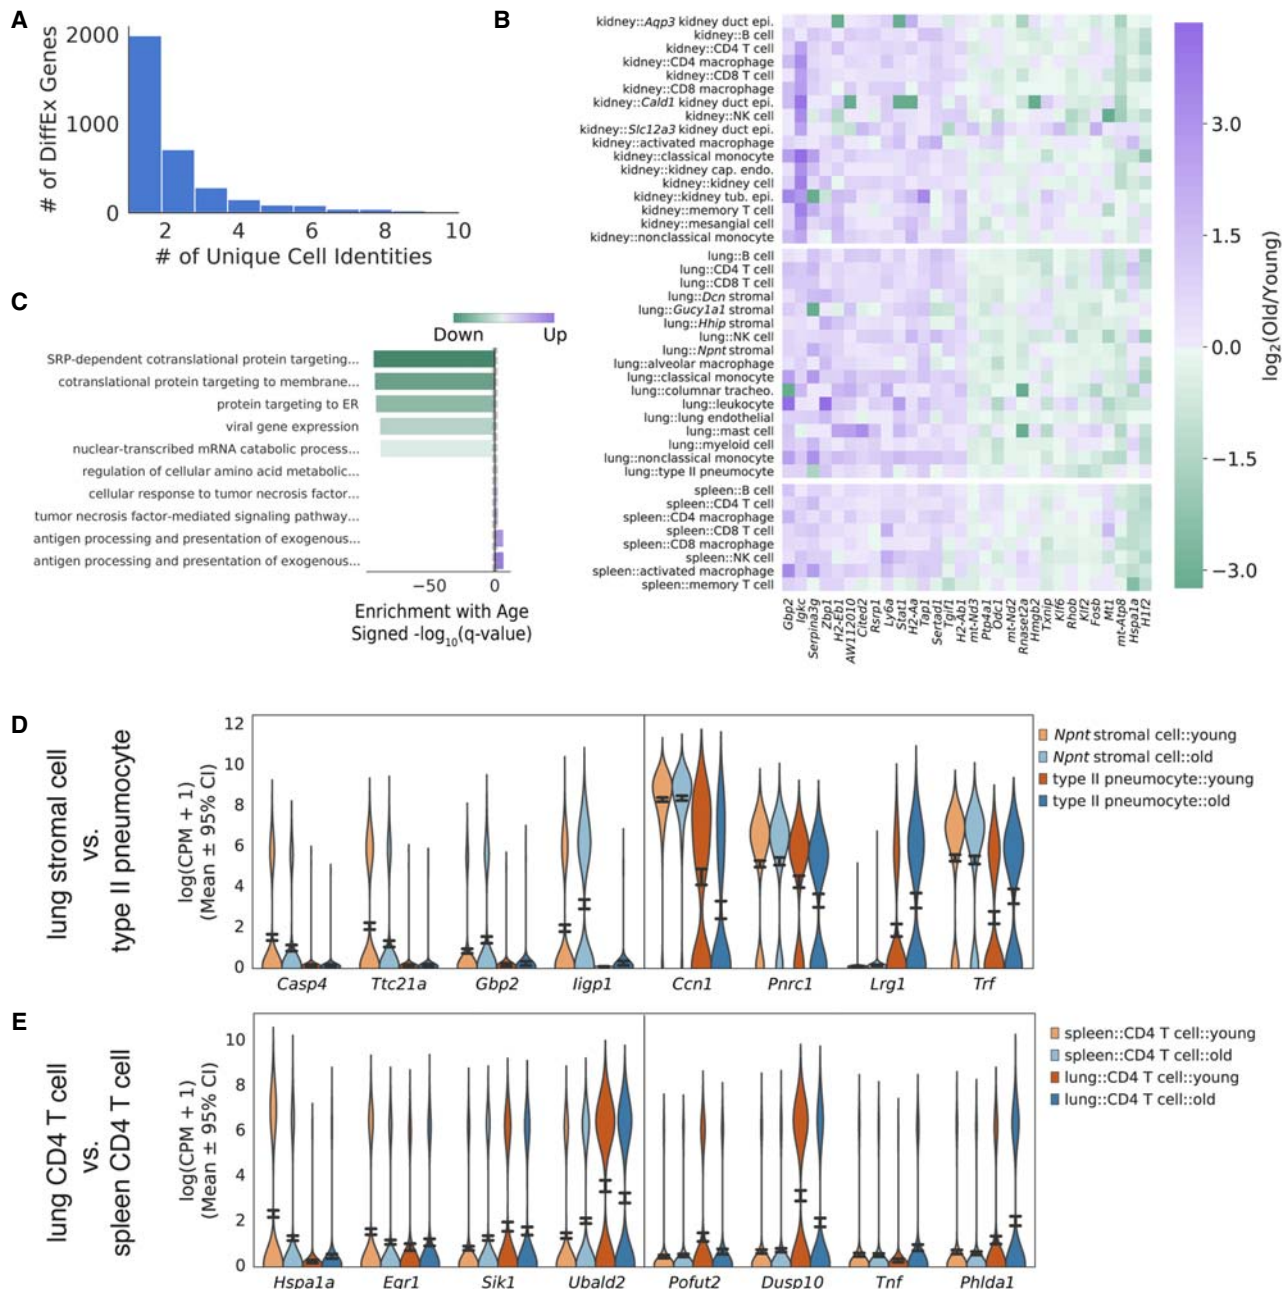 A
# of DiffEx Genes
2000
1000
0
2 4 6 8 10
# of Unique Cell Identities
B
kidney::Aqp3 kidney duct epi.
kidney::B cell
kidney::CD4 T cell
kidney::CD4 macrophage
kidney::CD8 T cell
kidney::CD8 macrophage
kidney::Cald1 kidney duct epi.
kidney::NK cell
kidney::Slc12a3 kidney duct epi.
kidney::activated macrophage
kidney::classical monocyte
kidney::kidney cap. endo.
kidney::kidney cell
kidney::kidney tub. epi.
kidney::memory T cell
kidney::mesangial cell
kidney::nonclassical monocyte
lung::B cell
lung::CD4 T cell
lung::CD8 T cell
lung::Dcn stromal
lung::Gucy1a1 stromal
lung::Hhip stromal
lung::NK cell
lung::Npnt stromal
lung::alveolar macrophage
lung::classical monocyte
lung::columnar tracheo.
lung::leukocyte
lung::lung endothelial
lung::mast cell
lung::myeloid cell
lung::nonclassical monocyte
lung::type II pneumocyte
spleen::B cell
spleen::CD4 T cell
spleen::CD4 macrophage
spleen::CD8 T cell
spleen::CD8 macrophage
spleen::NK cell
spleen::activated macrophage
spleen::memory T cell
Gbp2
Igkc
Serpina3g
Zbp1
H2-Eb1
AW112010
Cited2
Rsrp1
Ly6a
Stat1
H2-Aa
Tap1
Sertad1
Tgif1
H2-Ab1
mt-Nd3
Ptp4a1
Odc1
mt-Nd2
Rnaset2a
Hmgb2
Txnip
Klf6
Rhob
Klf2
Fosb
Mt1
mt-Atp8
Hspa1a
H1f2
3.0
1.5
0.0
−1.5
−3.0
log2(Old/Young)
C
Down Up
SRP-dependent cotranslational protein targeting...
cotranslational protein targeting to membrane...
protein targeting to ER
viral gene expression
nuclear-transcribed mRNA catabolic process...
regulation of cellular amino acid metabolic...
cellular response to tumor necrosis factor...
tumor necrosis factor-mediated signaling pathway...
antigen processing and presentation of exogenous...
antigen processing and presentation of exogenous...
−50 0
Enrichment with Age
Signed -log10(q-value)
D
lung stromal cell
vs.
type II pneumocyte
log(CPM + 1)
(Mean ± 95% CI)
12
10
8
6
4
2
0
Casp4 Ttc21a Gbp2 Iigp1 Ccn1 Pnrc1 Lrg1 Trf
Npnt stromal cell::young
Npnt stromal cell::old
type II pneumocyte::young
type II pneumocyte::old
E
lung CD4 T cell
vs.
spleen CD4 T cell
log(CPM + 1)
(Mean ± 95% CI)
10
8
6
4
2
0
Hspa1a Egr1 Sik1 Ubald2 Pofut2 Dusp10 Tnf Phlda1
spleen::CD4 T cell::young
spleen::CD4 T cell::old
lung::CD4 T cell::young
lung::CD4 T cell::old